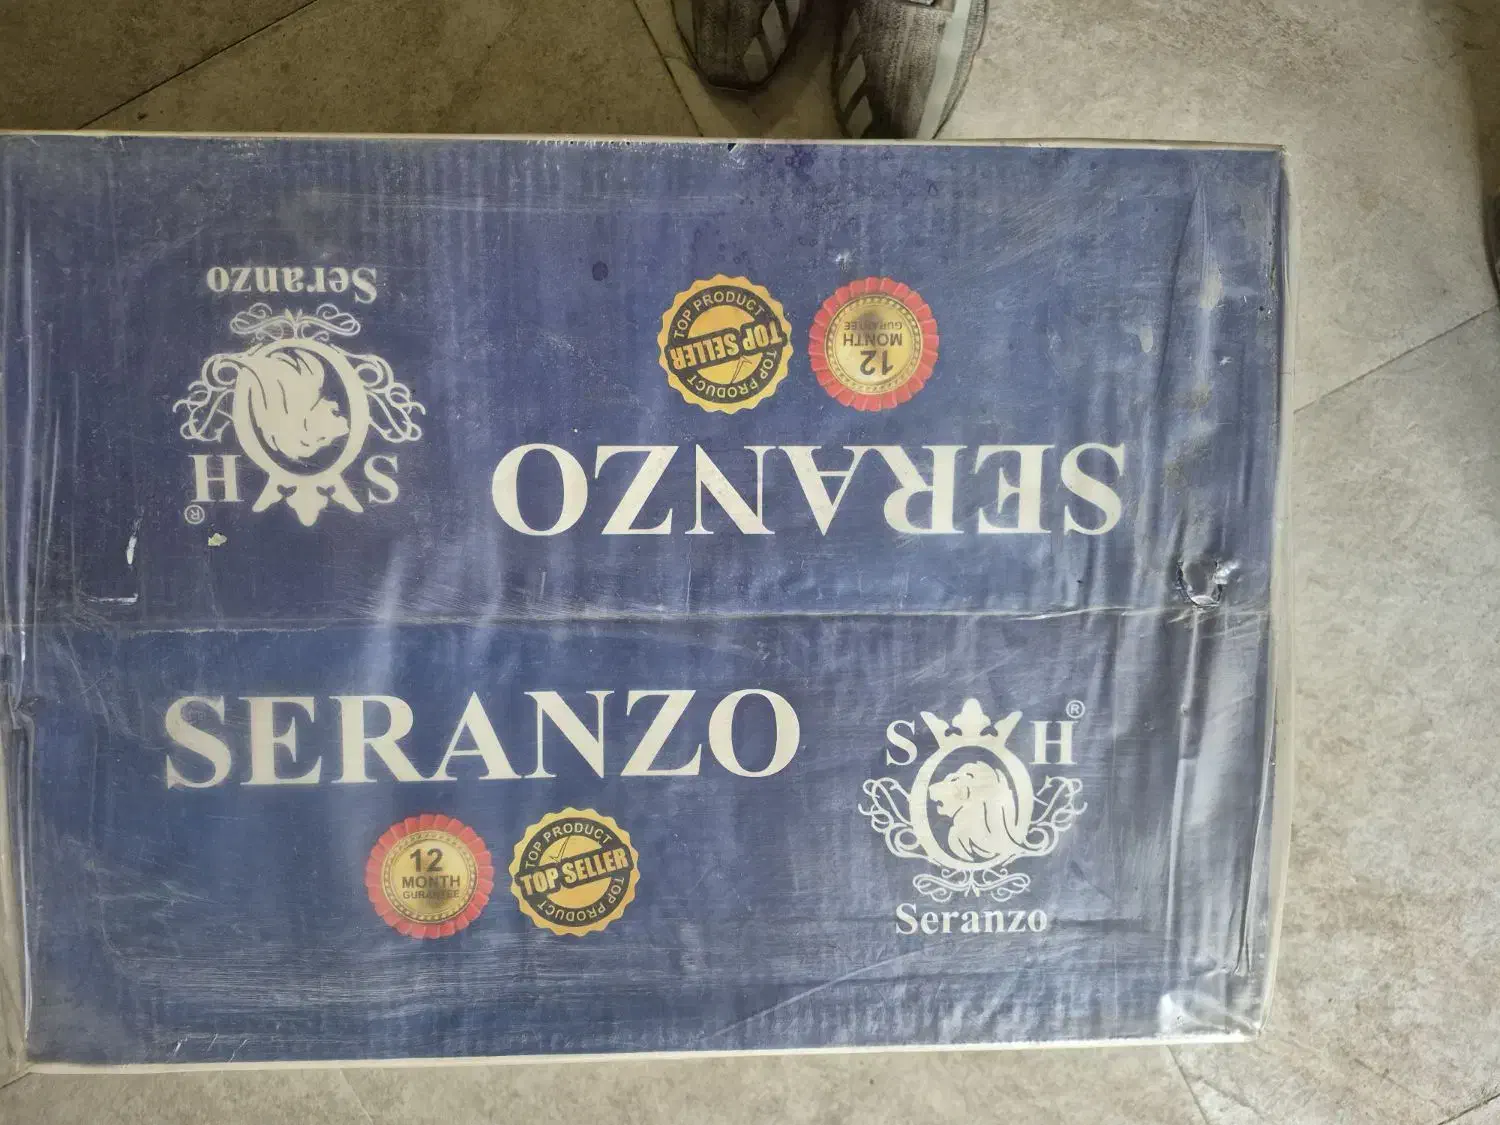 Seranzo
H S
®
TOP PRODUCT
TOP SELLER
TOP PRODUCT
12
MONTH
GURANTEE
SERANZO
SERANZO
12
MONTH
GURANTEE
TOP PRODUCT
TOP SELLER
TOP PRODUCT
S H ®
Seranzo